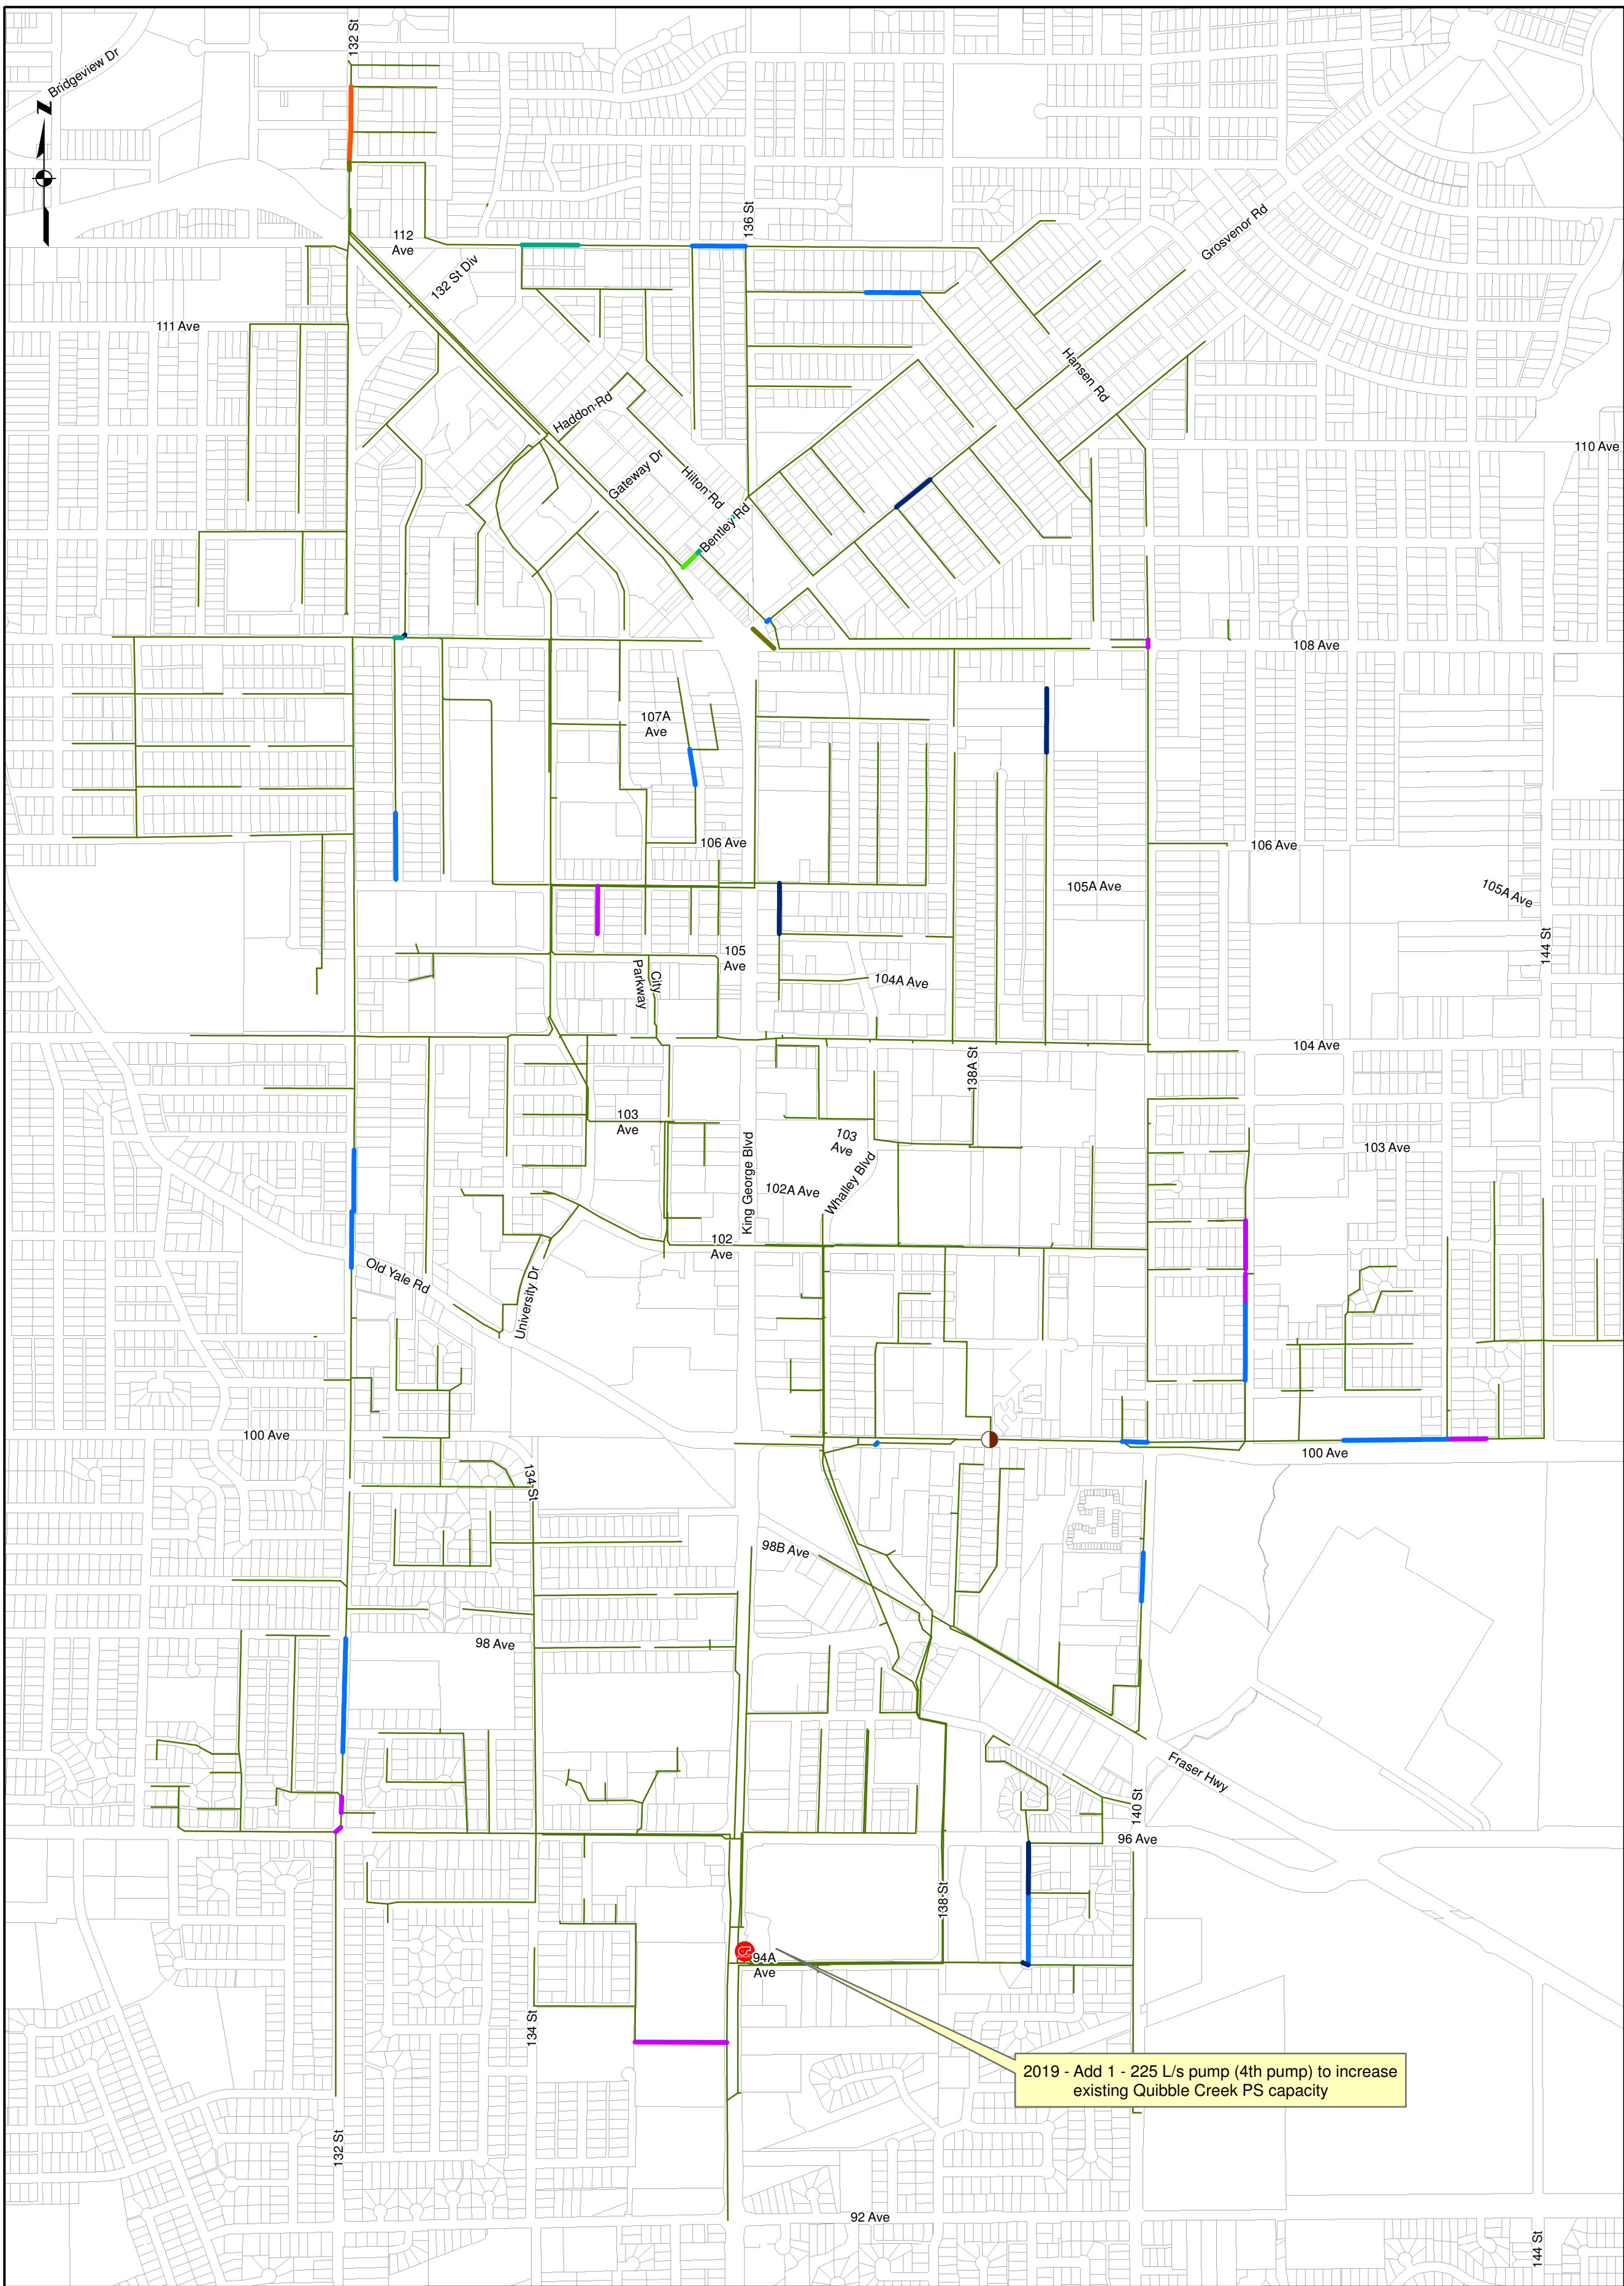 132 St
Bridgeview Dr
N
136 St
Grosvenor Rd
112
Ave
132 St Div
111 Ave
Hansen Rd
Haddon Rd
110 Ave
Gateway Dr
Hilton Rd
Bentley Rd
108 Ave
107A
Ave
106 Ave
106 Ave
105A Ave
105A Ave
144 St
105
Ave
City
Parkway
104A Ave
104 Ave
138A St
103
Ave
103
Ave
103 Ave
King George Blvd
Whalley Blvd
102A Ave
102
Ave
Old Yale Rd
University Dr
100 Ave
100 Ave
134 St
98B Ave
98 Ave
Fraser Hwy
140 St
96 Ave
138 St
94A
Ave
134 St
2019 - Add 1 - 225 L/s pump (4th pump) to increase
existing Quibble Creek PS capacity
132 St
92 Ave
144 St